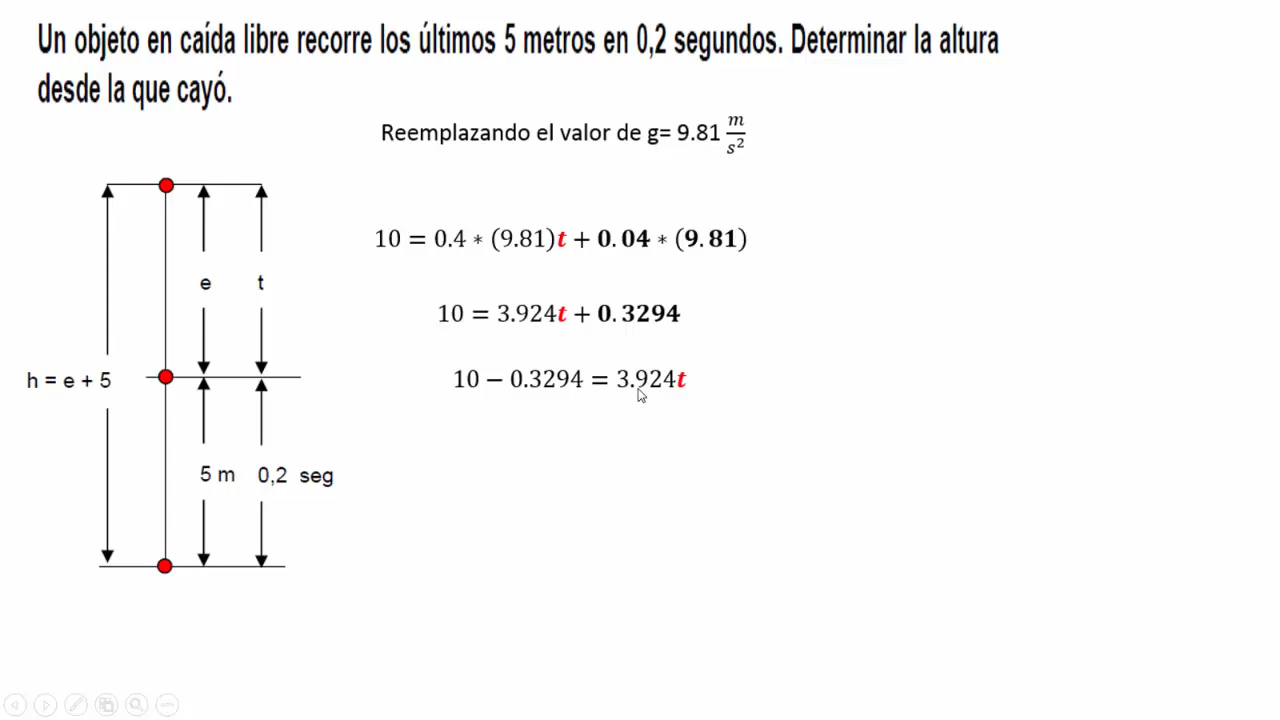 Un objeto en caída libre recorre los últimos 5 metros en 0,2 segundos. Determinar la altura
desde la que cayó.
Reemplazando el valor de g= 9.81 m/s²
10 = 0.4 ∗ (9.81)t + 0.04 ∗ (9.81)
e t
10 = 3.924t + 0.3294
h = e + 5
10 − 0.3294 = 3.924t
5 m 0,2 seg